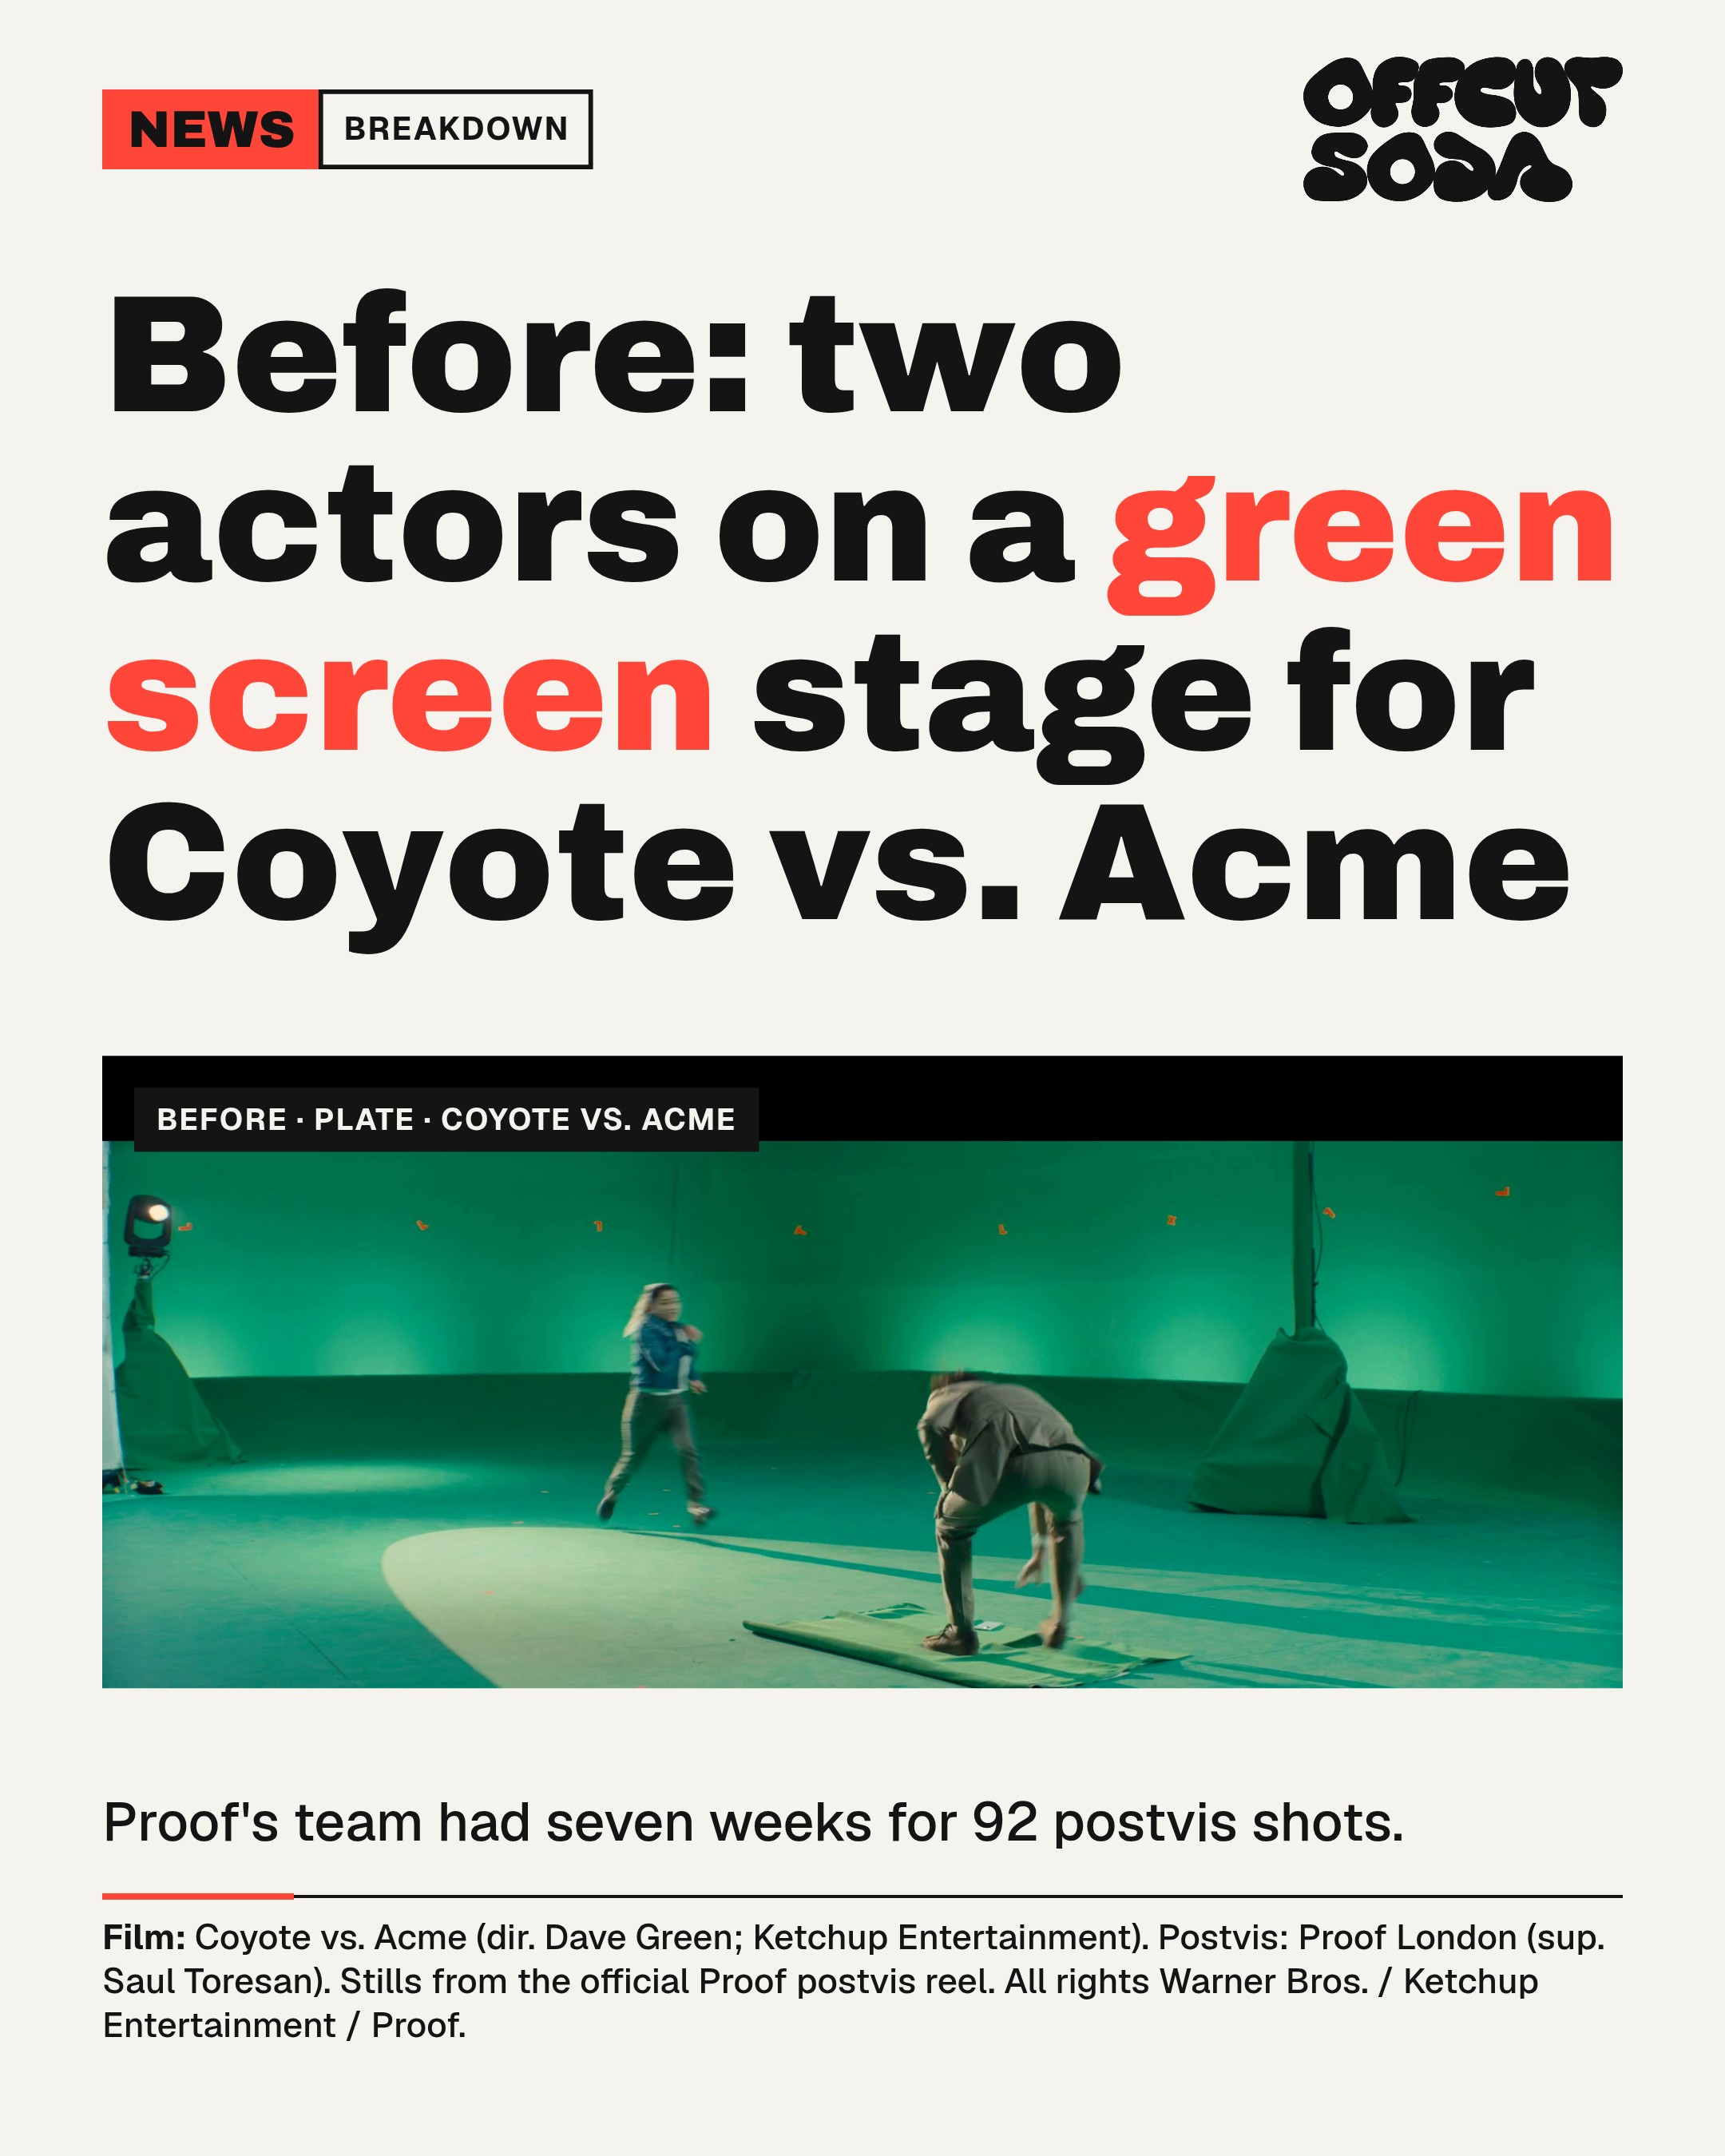 NEWS BREAKDOWN
OFFCUT
SODA
Before: two
actors on a green
screen stage for
Coyote vs. Acme
BEFORE · PLATE · COYOTE VS. ACME
Proof's team had seven weeks for 92 postvis shots.
Film: Coyote vs. Acme (dir. Dave Green; Ketchup Entertainment). Postvis: Proof London (sup.
Saul Toresan). Stills from the official Proof postvis reel. All rights Warner Bros. / Ketchup
Entertainment / Proof.